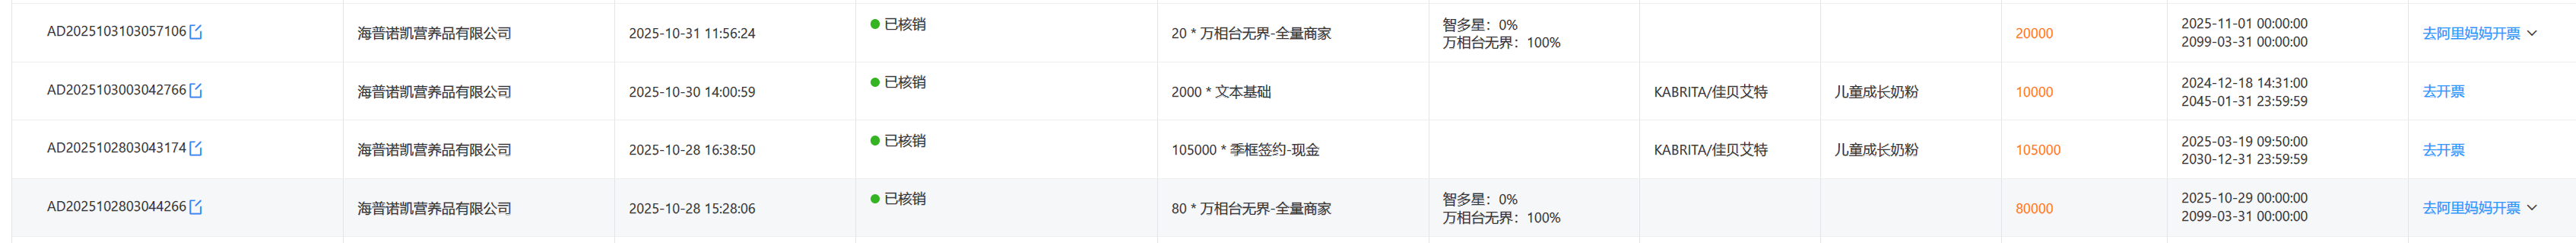 AD2025103103057106
海普诺凯营养品有限公司
2025-10-31 11:56:24
已核销
20 * 万相台无界-全量商家
智多星：0%
万相台无界：100%
20000
2025-11-01 00:00:00
2099-03-31 00:00:00
去阿里妈妈开票
AD2025103003042766
海普诺凯营养品有限公司
2025-10-30 14:00:59
已核销
2000 * 文本基础
KABRITA/佳贝艾特
儿童成长奶粉
10000
2024-12-18 14:31:00
2045-01-31 23:59:59
去开票
AD2025102803043174
海普诺凯营养品有限公司
2025-10-28 16:38:50
已核销
105000 * 季框签约-现金
KABRITA/佳贝艾特
儿童成长奶粉
105000
2025-03-19 09:50:00
2030-12-31 23:59:59
去开票
AD2025102803044266
海普诺凯营养品有限公司
2025-10-28 15:28:06
已核销
80 * 万相台无界-全量商家
智多星：0%
万相台无界：100%
80000
2025-10-29 00:00:00
2099-03-31 00:00:00
去阿里妈妈开票